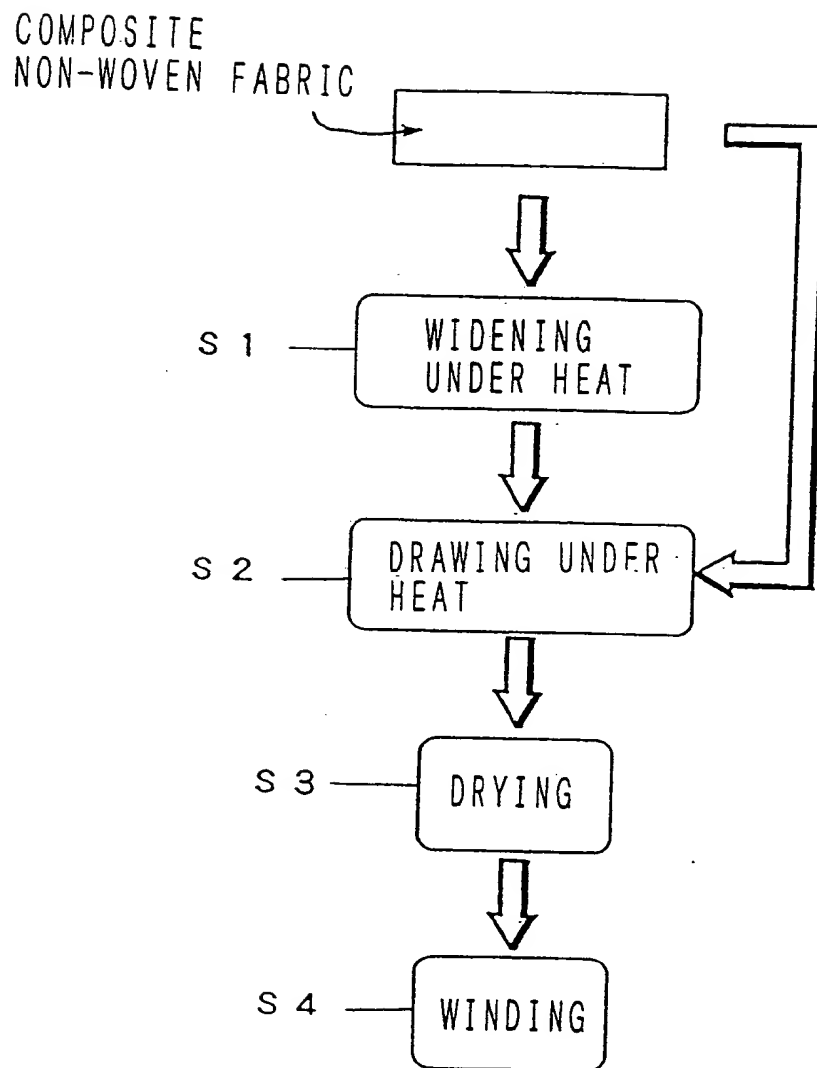 COMPOSITE
NON-WOVEN FABRIC
S 1
WIDENING
UNDER HEAT
S 2
DRAWING UNDER
HEAT
S 3
DRYING
S 4
WINDING